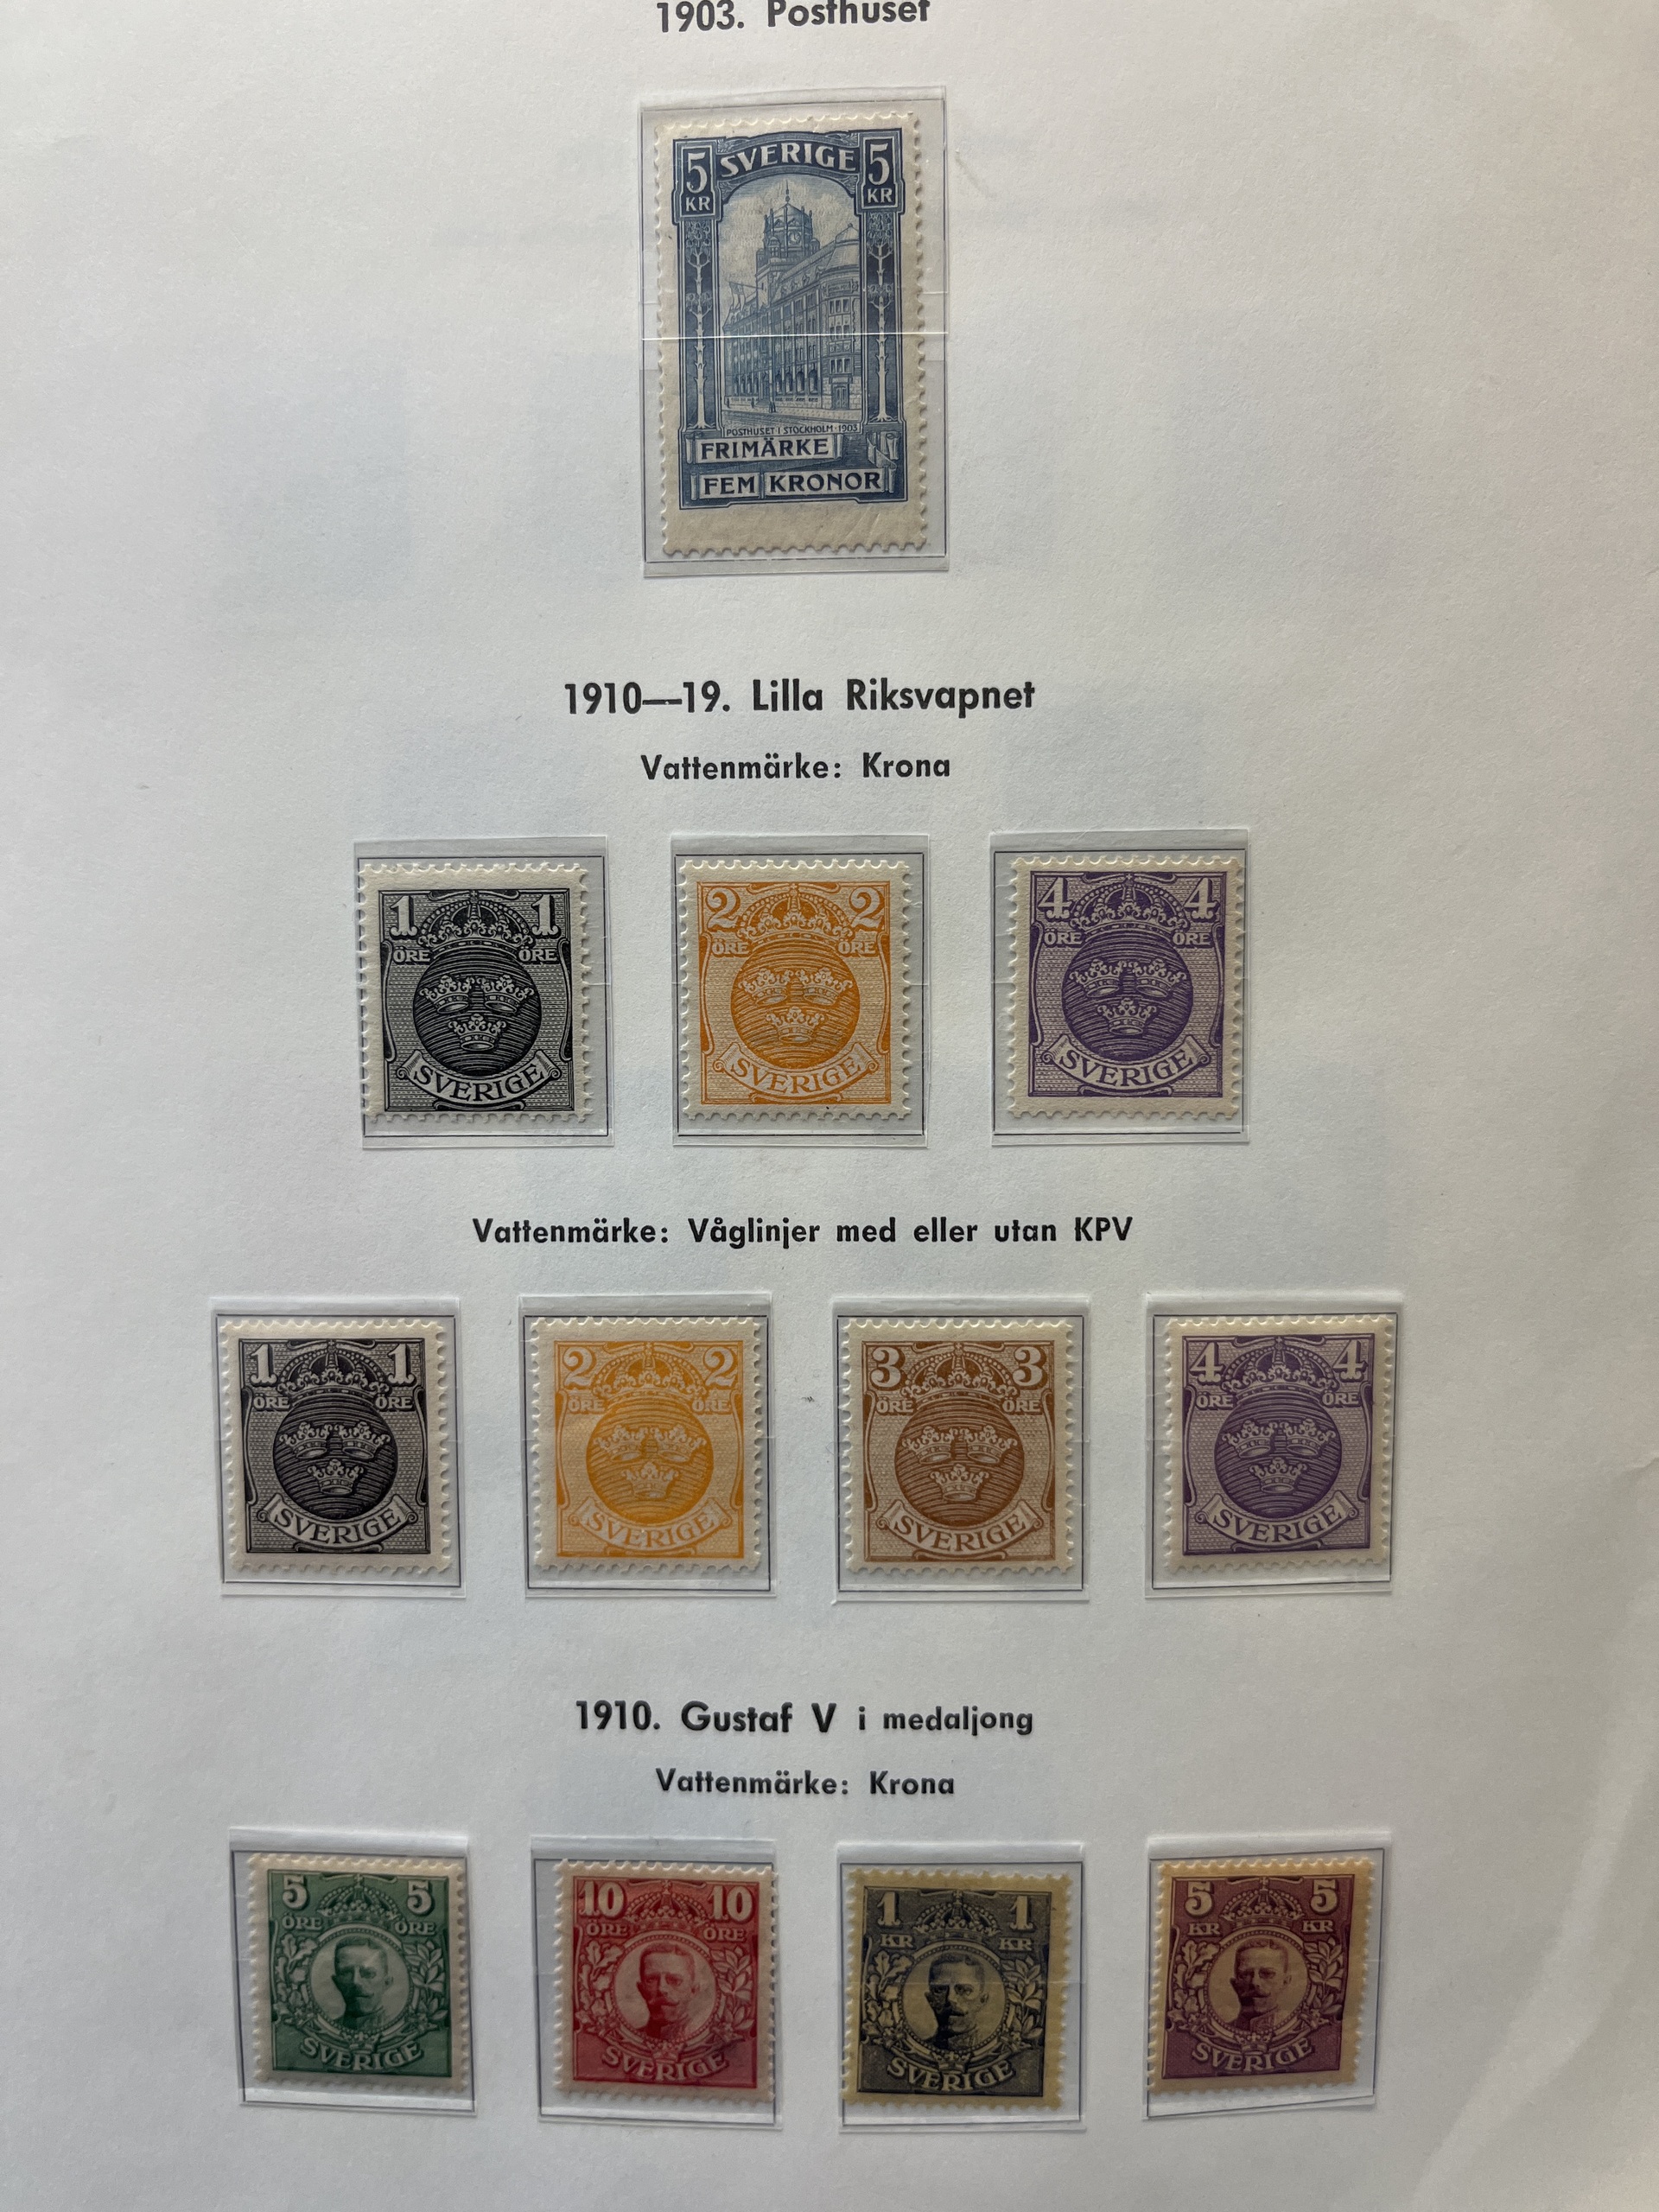 1903. Posthuset
5 SVERIGE 5
KR KR
POSTHUSET I STOCKHOLM · 1903
FRIMÄRKE
FEM KRONOR
1910—19. Lilla Riksvapnet
Vattenmärke: Krona
1 1
ÖRE ÖRE
SVERIGE
2 2
ÖRE ÖRE
SVERIGE
4 4
ÖRE ÖRE
SVERIGE
Vattenmärke: Våglinjer med eller utan KPV
1 1
ÖRE ÖRE
SVERIGE
2 2
ÖRE ÖRE
SVERIGE
3 3
ÖRE ÖRE
SVERIGE
4 4
ÖRE ÖRE
SVERIGE
1910. Gustaf V i medaljong
Vattenmärke: Krona
5 5
ÖRE ÖRE
SVERIGE
10 10
ÖRE ÖRE
SVERIGE
1 1
KR KR
SVERIGE
5 5
KR KR
SVERIGE